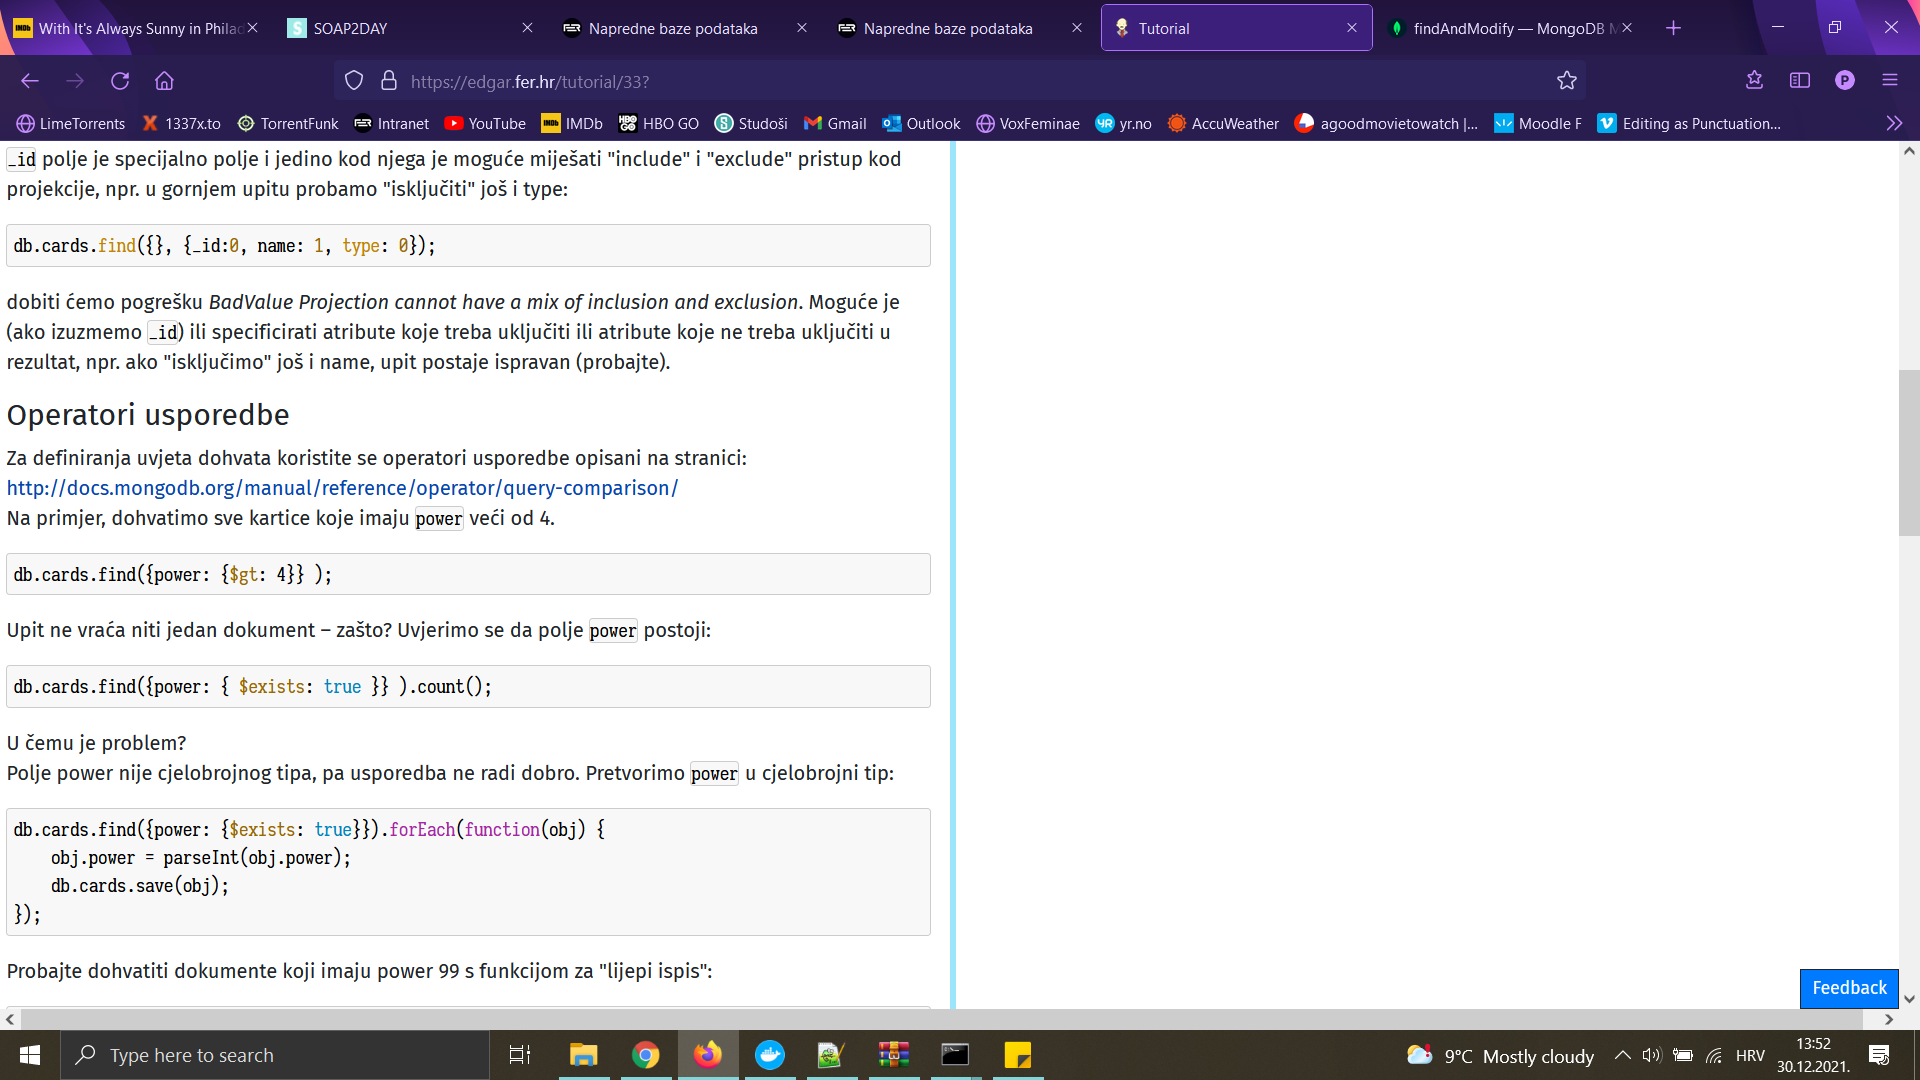 With It's Always Sunny in Philad
SOAP2DAY
Napredne baze podataka
Napredne baze podataka
Tutorial
findAndModify — MongoDB M
https://edgar.fer.hr/tutorial/33?
P
LimeTorrents
1337x.to
TorrentFunk
Intranet
YouTube
IMDb
HBO GO
Studoši
Gmail
Outlook
VoxFeminae
yr.no
AccuWeather
agoodmovietowatch |...
Moodle F
Editing as Punctuation...
_id polje je specijalno polje i jedino kod njega je moguće miješati "include" i "exclude" pristup kod
projekcije, npr. u gornjem upitu probamo "isključiti" još i type:
db.cards.find({}, {_id:0, name: 1, type: 0});
dobiti ćemo pogrešku BadValue Projection cannot have a mix of inclusion and exclusion. Moguće je
(ako izuzmemo _id) ili specificirati atribute koje treba uključiti ili atribute koje ne treba uključiti u
rezultat, npr. ako "isključimo" još i name, upit postaje ispravan (probajte).
Operatori usporedbe
Za definiranja uvjeta dohvata koristite se operatori usporedbe opisani na stranici:
http://docs.mongodb.org/manual/reference/operator/query-comparison/
Na primjer, dohvatimo sve kartice koje imaju power veći od 4.
db.cards.find({power: {$gt: 4}} );
Upit ne vraća niti jedan dokument – zašto? Uvjerimo se da polje power postoji:
db.cards.find({power: { $exists: true }} ).count();
U čemu je problem?
Polje power nije cjelobrojnog tipa, pa usporedba ne radi dobro. Pretvorimo power u cjelobrojni tip:
db.cards.find({power: {$exists: true}}).forEach(function(obj) {
    obj.power = parseInt(obj.power);
    db.cards.save(obj);
});
Probajte dohvatiti dokumente koji imaju power 99 s funkcijom za "lijepi ispis":
Feedback
Type here to search
9°C Mostly cloudy
HRV
13:52
30.12.2021.